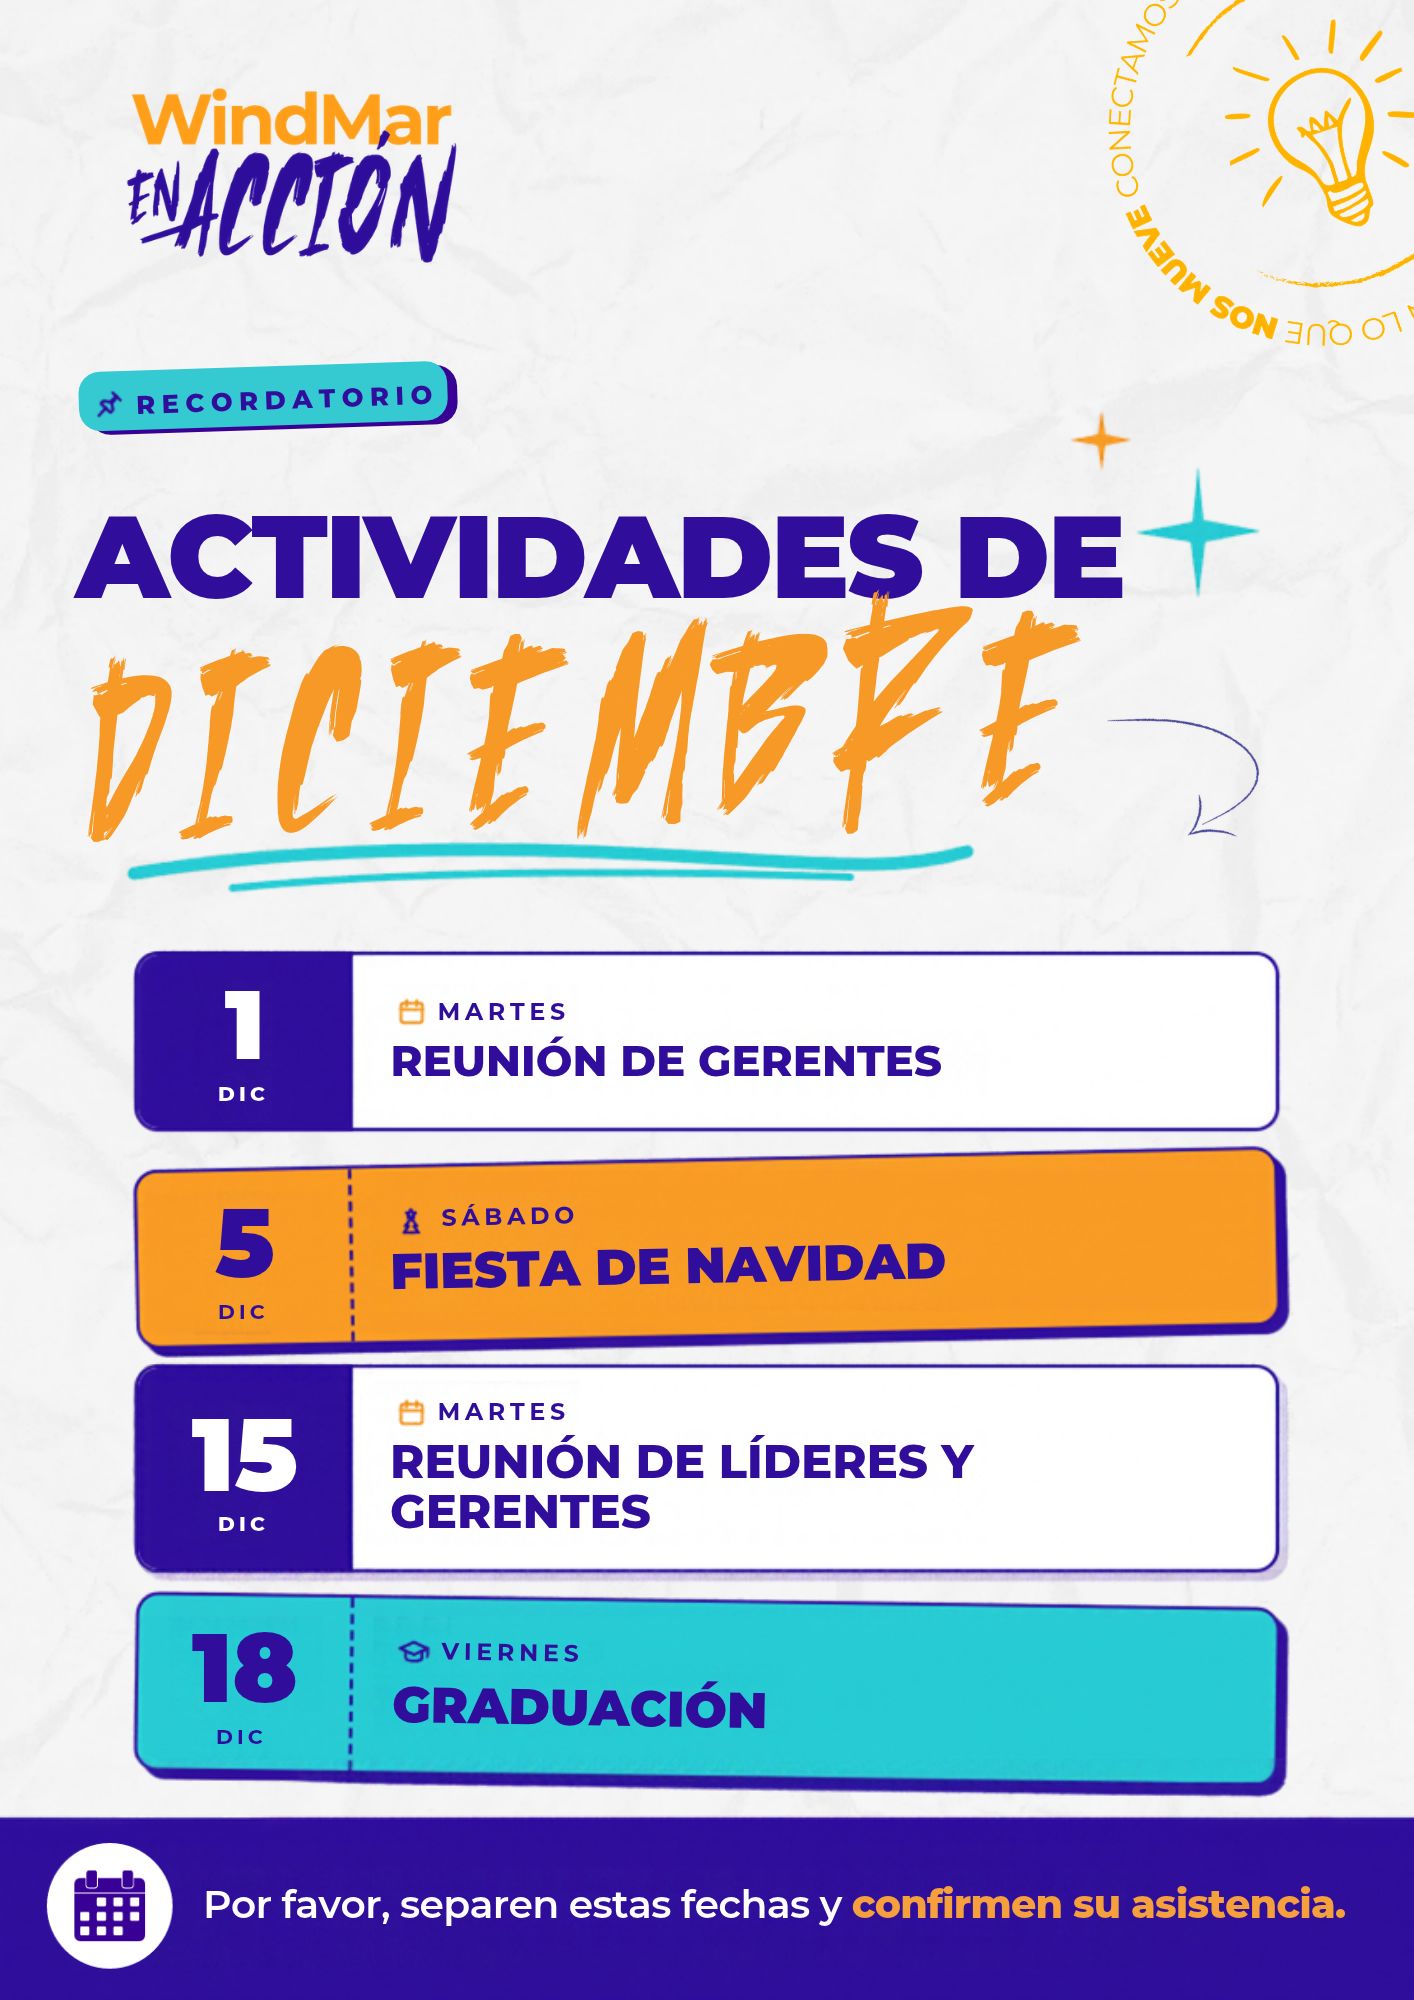 WindMar
EN ACCIÓN
CONECTAMOS
LO QUE NOS MUEVE
RECORDATORIO
ACTIVIDADES DE
DICIEMBRE
1
DIC
MARTES
REUNIÓN DE GERENTES
5
DIC
SÁBADO
FIESTA DE NAVIDAD
15
DIC
MARTES
REUNIÓN DE LÍDERES Y
GERENTES
18
DIC
VIERNES
GRADUACIÓN
Por favor, separen estas fechas y confirmen su asistencia.